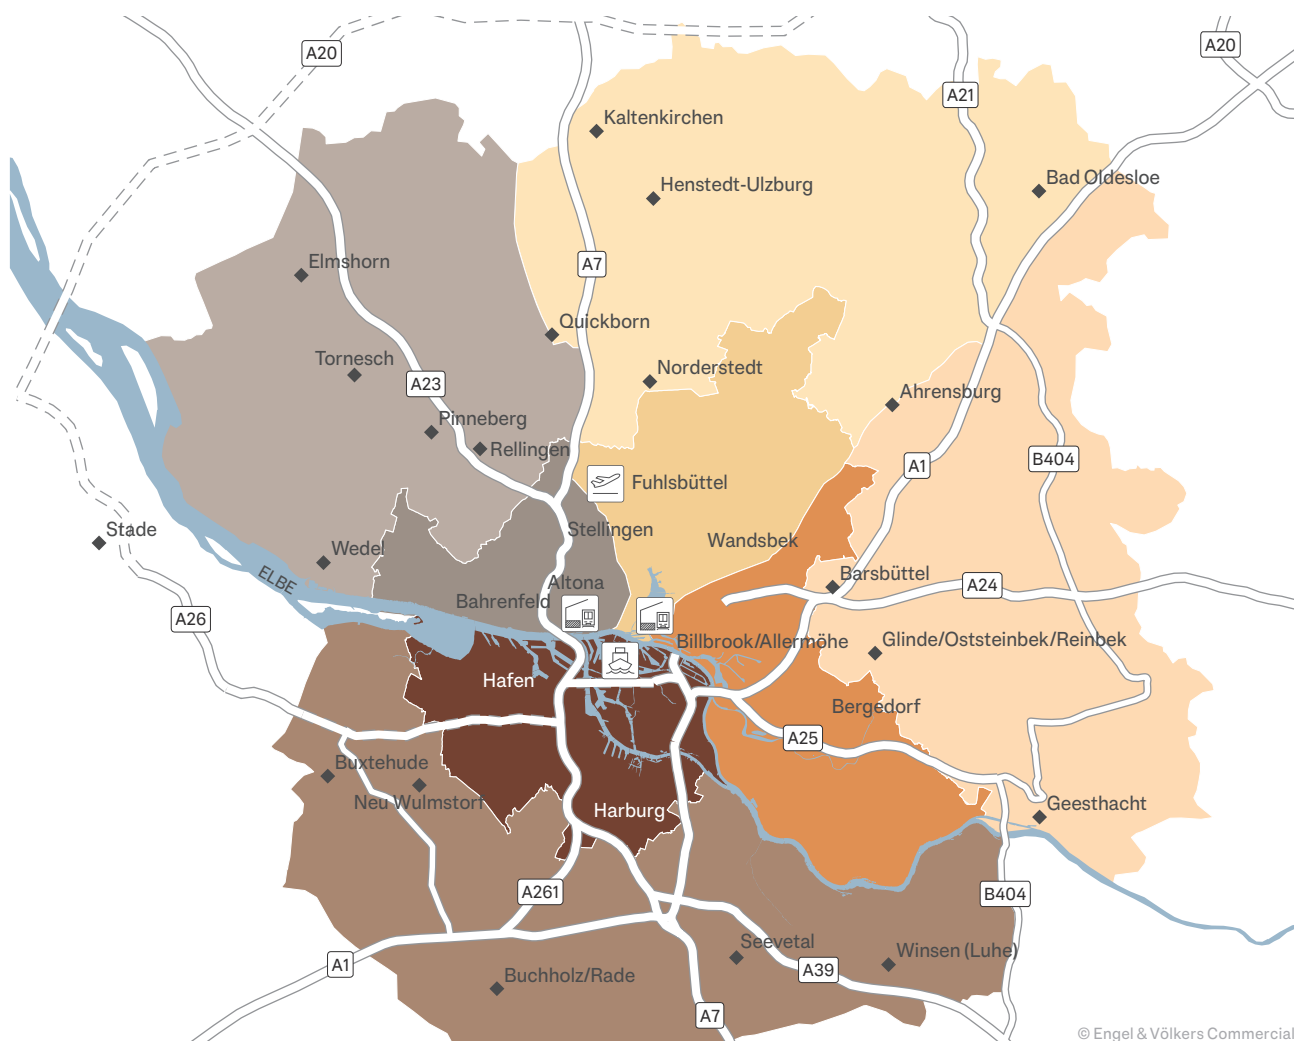 A20
A20
A21
Kaltenkirchen
Bad Oldesloe
Henstedt-Ulzburg
Elmshorn
A7
Quickborn
Tornesch
Norderstedt
A23
Ahrensburg
Pinneberg
Rellingen
A1
B404
Fuhlsbüttel
Stade
Stellingen
Wandsbek
Wedel
ELBE
Altona
Barsbüttel
A24
Bahrenfeld
A26
Billbrook/Allermöhe
Glinde/Oststeinbek/Reinbek
Hafen
Bergedorf
A25
Buxtehude
Neu Wulmstorf
Harburg
Geesthacht
A261
B404
Seevetal
Winsen (Luhe)
A1
A39
Buchholz/Rade
A7
© Engel & Völkers Commercial